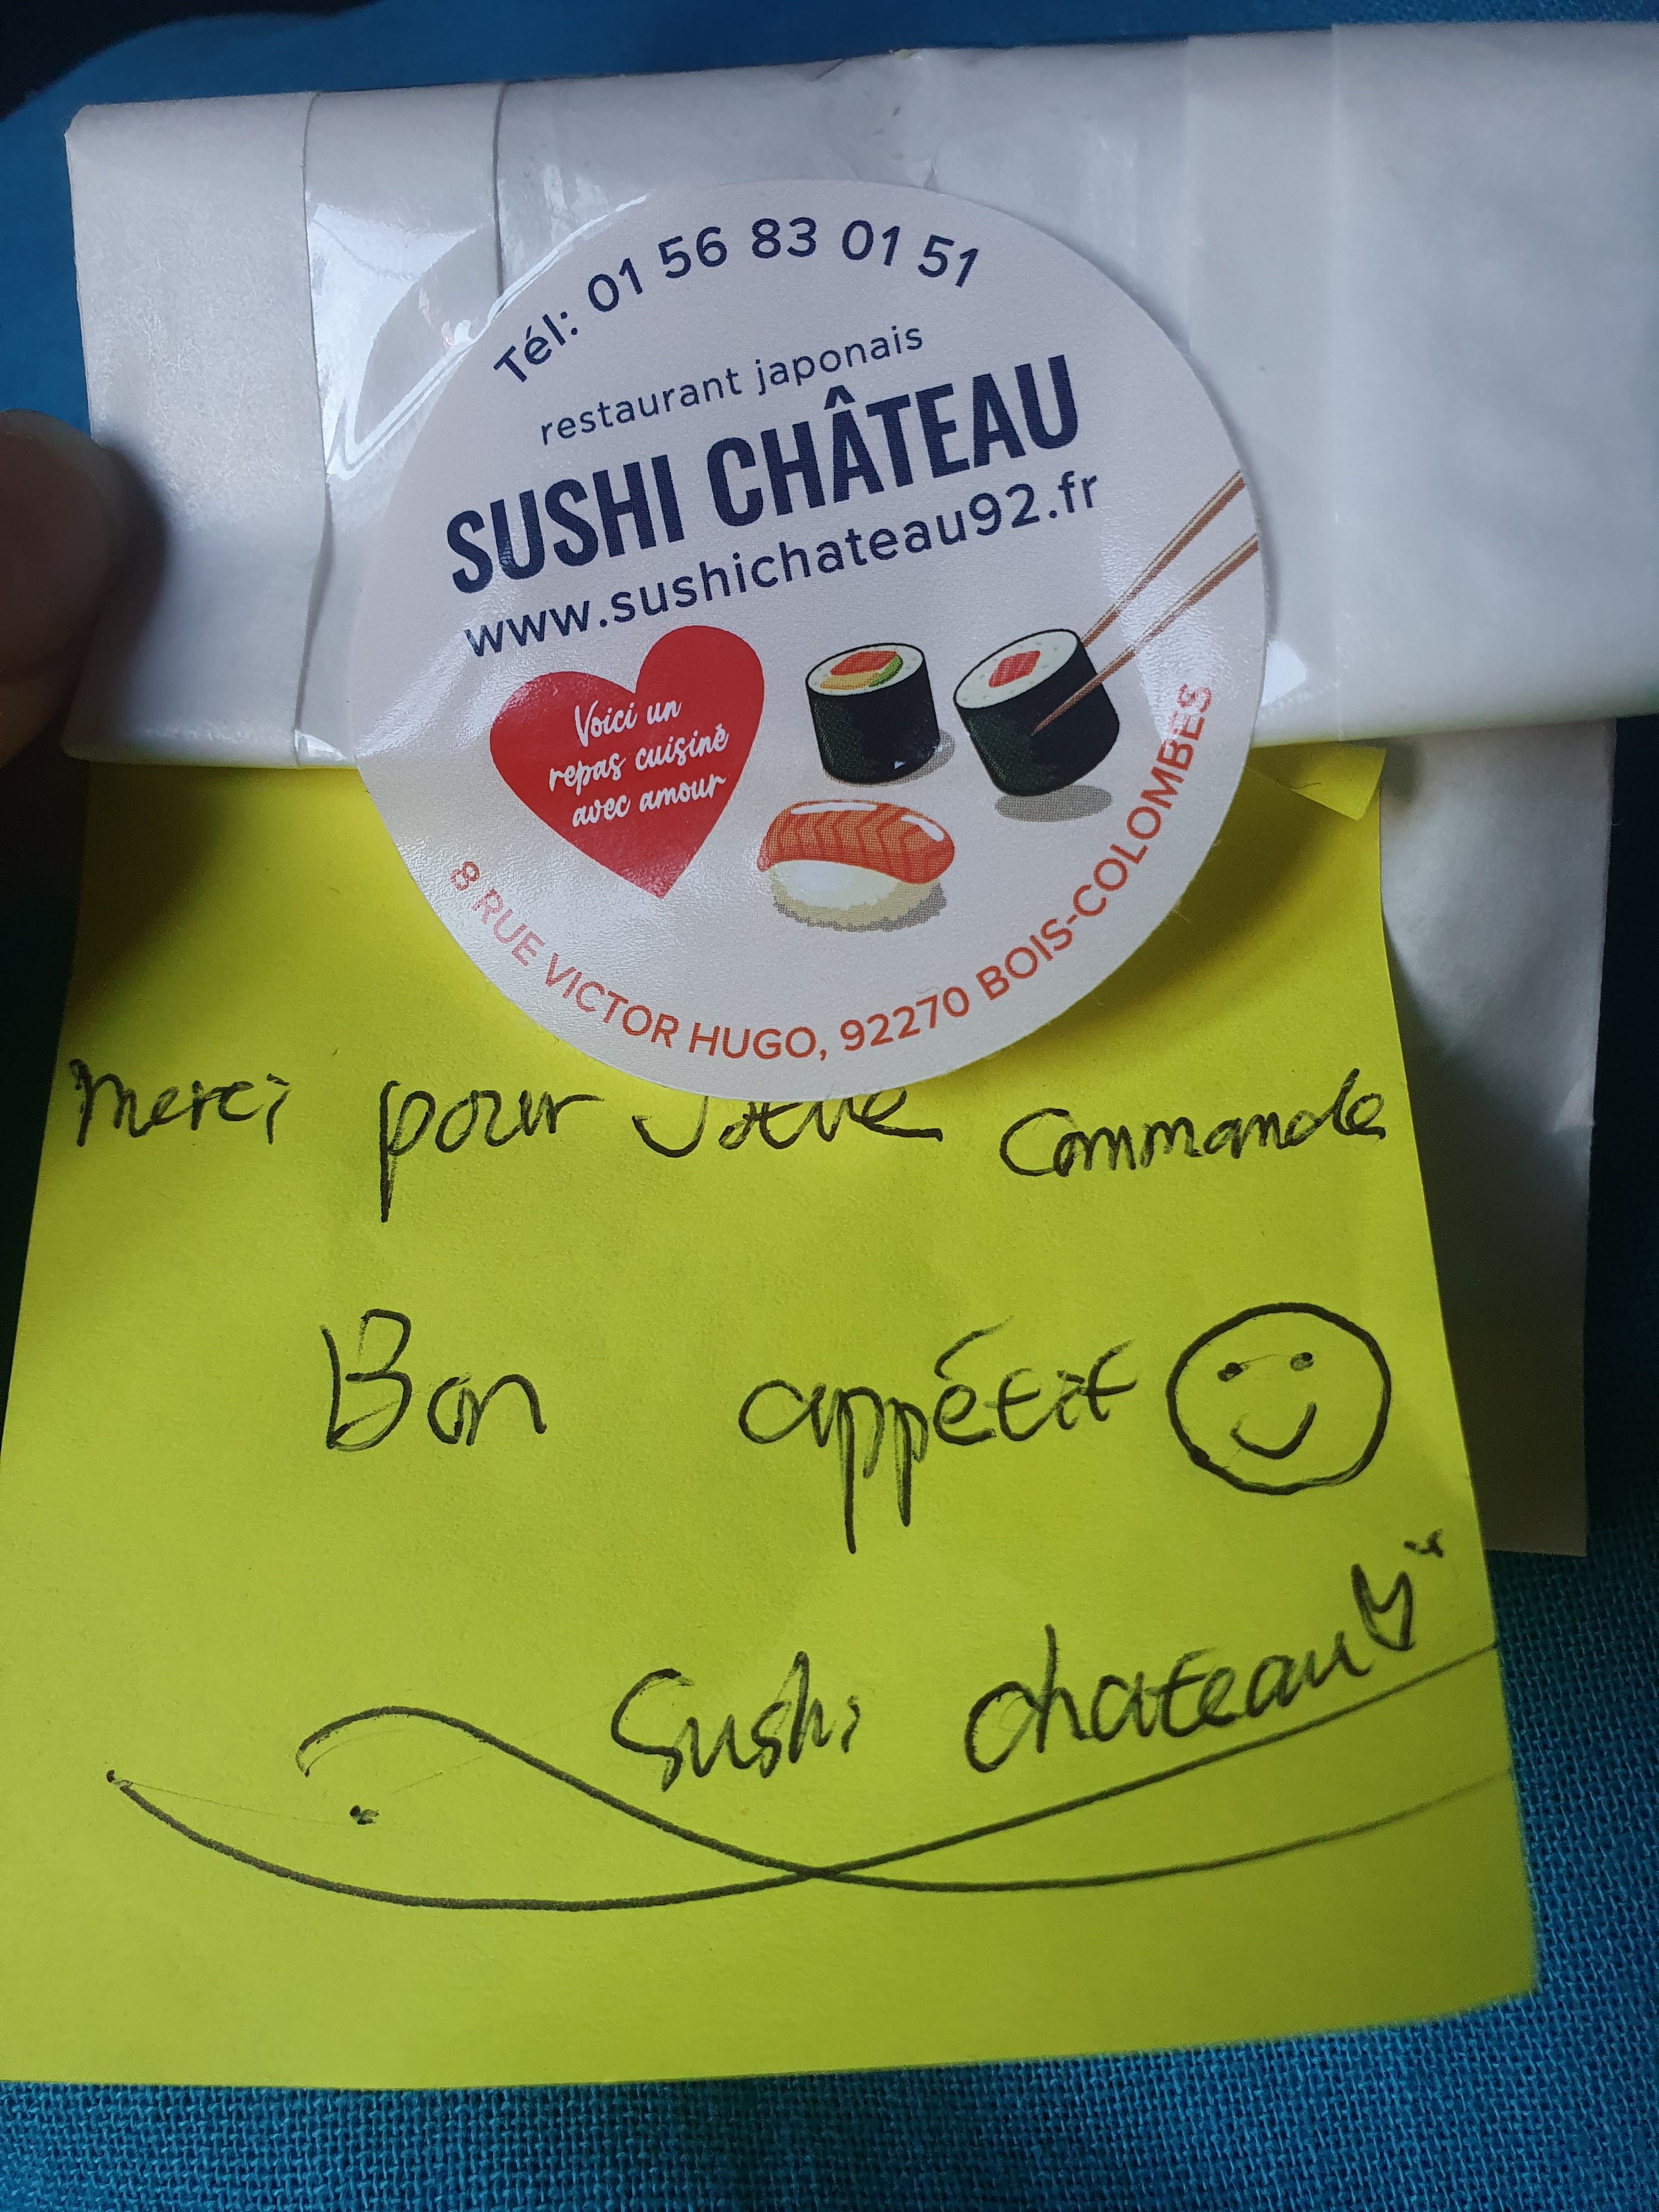 Tél: 01 56 83 01 51
restaurant japonais
SUSHI CHÂTEAU
www.sushichateau92.fr
Voici un
repas cuisiné
avec amour
8 RUE VICTOR HUGO, 92270 BOIS-COLOMBES
Merci pour votre commande
Bon appétit
Sushi chateau